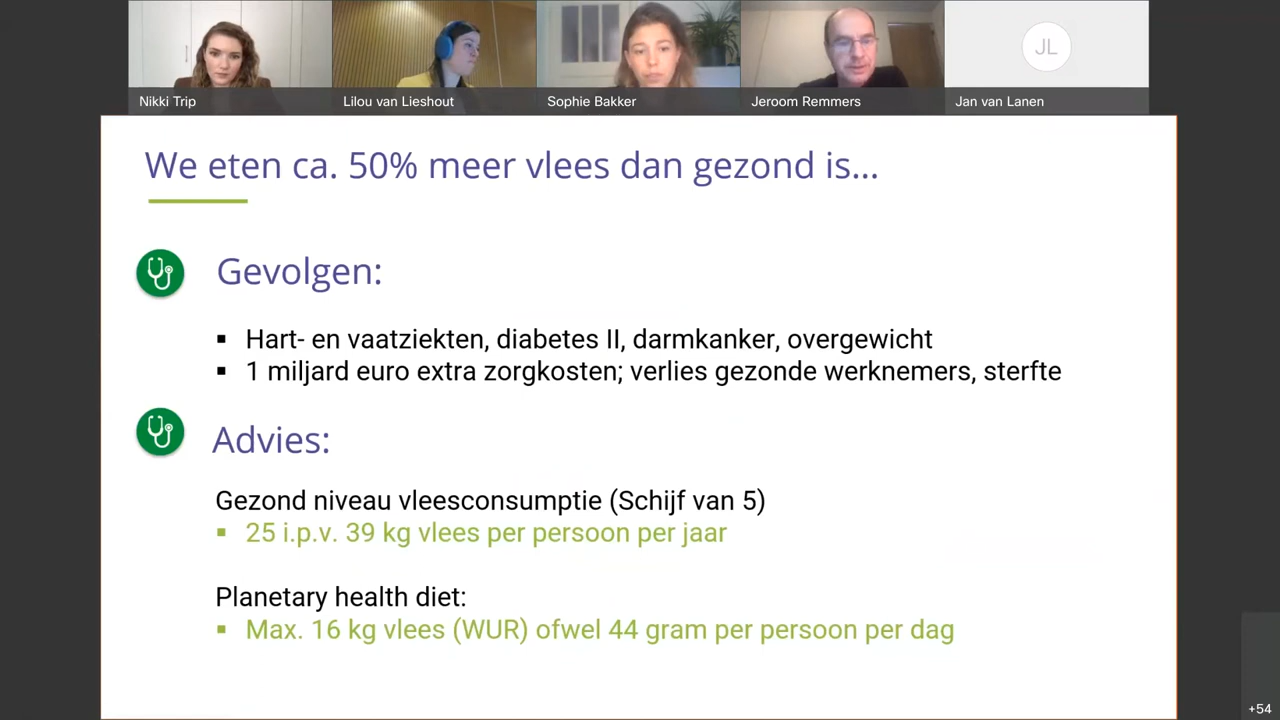 Nikki Trip
Lilou van Lieshout
Sophie Bakker
Jeroom Remmers
JL
Jan van Lanen
We eten ca. 50% meer vlees dan gezond is...
Gevolgen:
Hart- en vaatziekten, diabetes II, darmkanker, overgewicht
1 miljard euro extra zorgkosten; verlies gezonde werknemers, sterfte
Advies:
Gezond niveau vleesconsumptie (Schijf van 5)
25 i.p.v. 39 kg vlees per persoon per jaar
Planetary health diet:
Max. 16 kg vlees (WUR) ofwel 44 gram per persoon per dag
+54